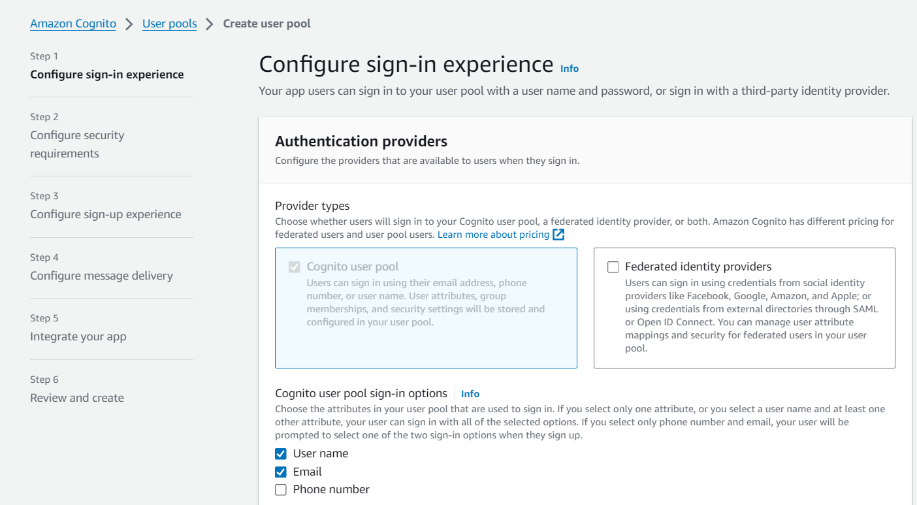 Amazon Cognito > User pools > Create user pool
Step 1
Configure sign-in experience
Step 2
Configure security
requirements
Step 3
Configure sign-up experience
Step 4
Configure message delivery
Step 5
Integrate your app
Step 6
Review and create
Configure sign-in experience Info
Your app users can sign in to your user pool with a user name and password, or sign in with a third-party identity provider.
Authentication providers
Configure the providers that are available to users when they sign in.
Provider types
Choose whether users will sign in to your Cognito user pool, a federated identity provider, or both. Amazon Cognito has different pricing for
federated users and user pool users. Learn more about pricing
Cognito user pool
Users can sign in using their email address, phone
number, or user name. User attributes, group
memberships, and security settings will be stored and
configured in your user pool.
Federated identity providers
Users can sign in using credentials from social identity
providers like Facebook, Google, Amazon, and Apple; or
using credentials from external directories through SAML
or Open ID Connect. You can manage user attribute
mappings and security for federated users in your user
pool.
Cognito user pool sign-in options Info
Choose the attributes in your user pool that are used to sign in. If you select only one attribute, or you select a user name and at least one
other attribute, your user can sign in with all of the selected options. If you select only phone number and email, your user will be
prompted to select one of the two sign-in options when they sign up.
User name
Email
Phone number